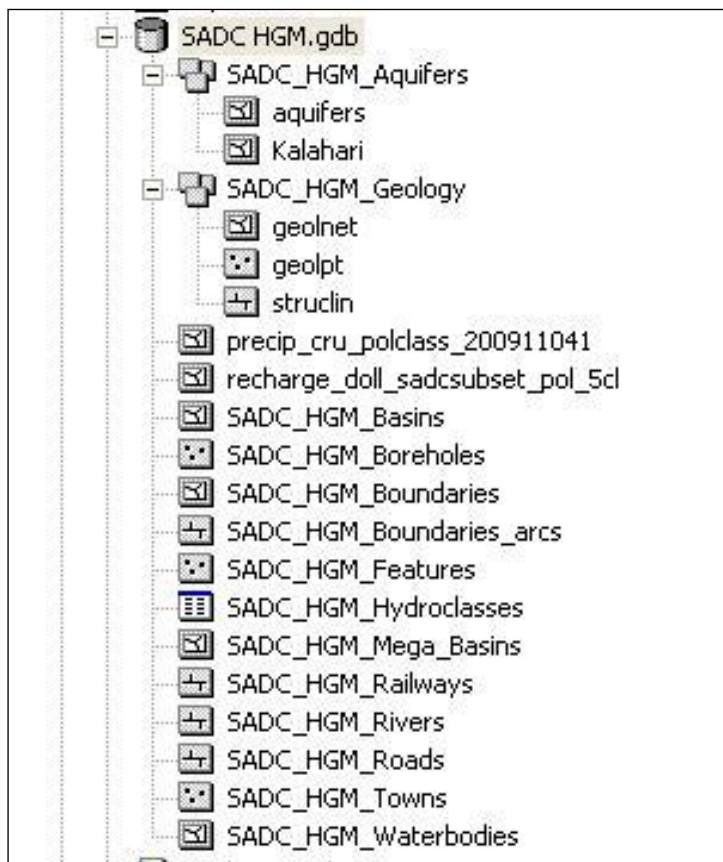 SADC HGM.gdb
SADC_HGM_Aquifers
aquifers
Kalahari
SADC_HGM_Geology
geolnet
geolpt
struclin
precip_cru_polclass_200911041
recharge_doll_sadcsubset_pol_5cl
SADC_HGM_Basins
SADC_HGM_Boreholes
SADC_HGM_Boundaries
SADC_HGM_Boundaries_arcs
SADC_HGM_Features
SADC_HGM_Hydroclasses
SADC_HGM_Mega_Basins
SADC_HGM_Railways
SADC_HGM_Rivers
SADC_HGM_Roads
SADC_HGM_Towns
SADC_HGM_Waterbodies